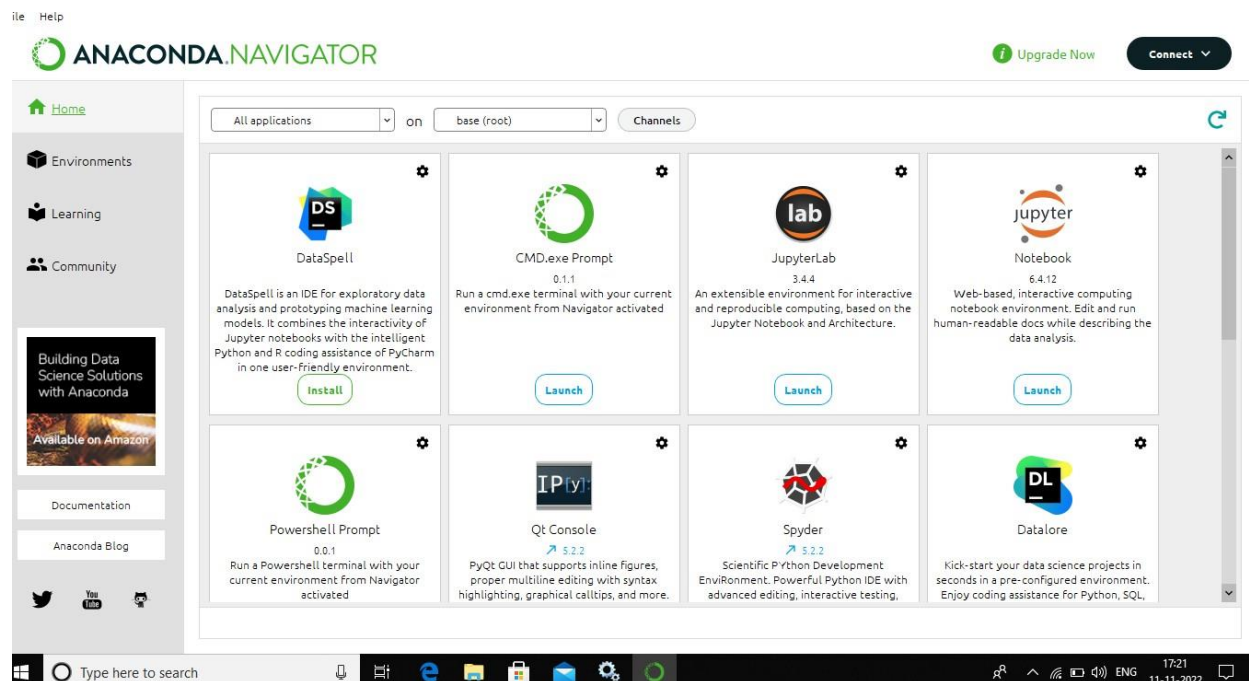 ile Help
ANACONDA.NAVIGATOR
Upgrade Now
Connect
Home
All applications
on
base (root)
Channels
Environments
Learning
Community
DS
DataSpell
DataSpell is an IDE for exploratory data
analysis and prototyping machine learning
models. It combines the interactivity of
Jupyter notebooks with the intelligent
Python and R coding assistance of PyCharm
in one user-friendly environment.
Install
CMD.exe Prompt
0.1.1
Run a cmd.exe terminal with your current
environment from Navigator activated
Launch
lab
JupyterLab
3.4.4
An extensible environment for interactive
and reproducible computing, based on the
Jupyter Notebook and Architecture.
Launch
jupyter
Notebook
6.4.12
Web-based, interactive computing
notebook environment. Edit and run
human-readable docs while describing the
data analysis.
Launch
Building Data
Science Solutions
with Anaconda
Available on Amazon
Documentation
Anaconda Blog
You
Tube
Powershell Prompt
0.0.1
Run a Powershell terminal with your
current environment from Navigator
activated
IP[y]:
Qt Console
5.2.2
PyQt GUI that supports inline figures,
proper multiline editing with syntax
highlighting, graphical calltips, and more.
Spyder
5.2.2
Scientific PYthon Development
EnviRonment. Powerful Python IDE with
advanced editing, interactive testing,
DL
Datalore
Kick-start your data science projects in
seconds in a pre-configured environment.
Enjoy coding assistance for Python, SQL,
Type here to search
ENG
17:21
11-11-2022